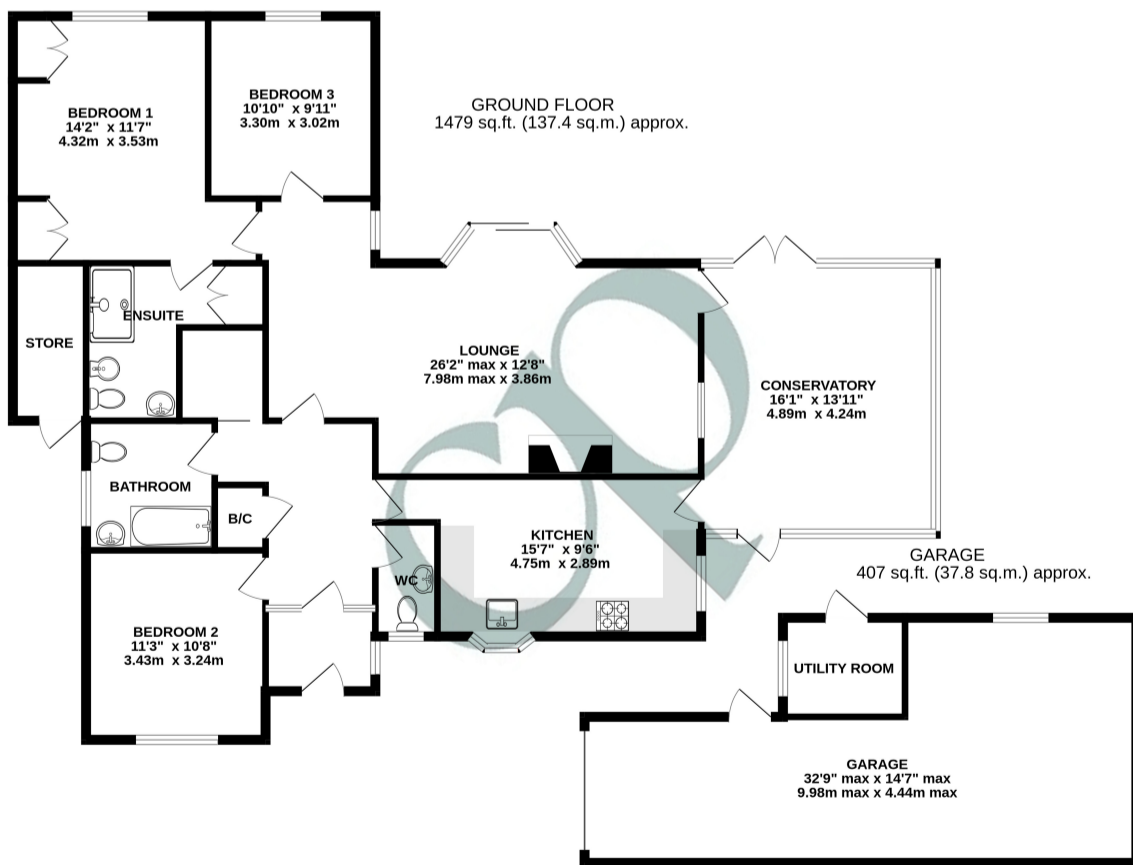 BEDROOM 1
14'2" x 11'7"
4.32m x 3.53m
BEDROOM 3
10'10" x 9'11"
3.30m x 3.02m
GROUND FLOOR
1479 sq.ft. (137.4 sq.m.) approx.
STORE
ENSUITE
LOUNGE
26'2" max x 12'8"
7.98m max x 3.86m
CONSERVATORY
16'1" x 13'11"
4.89m x 4.24m
BATHROOM
B/C
KITCHEN
15'7" x 9'6"
4.75m x 2.89m
WC
BEDROOM 2
11'3" x 10'8"
3.43m x 3.24m
GARAGE
407 sq.ft. (37.8 sq.m.) approx.
UTILITY ROOM
GARAGE
32'9" max x 14'7" max
9.98m max x 4.44m max